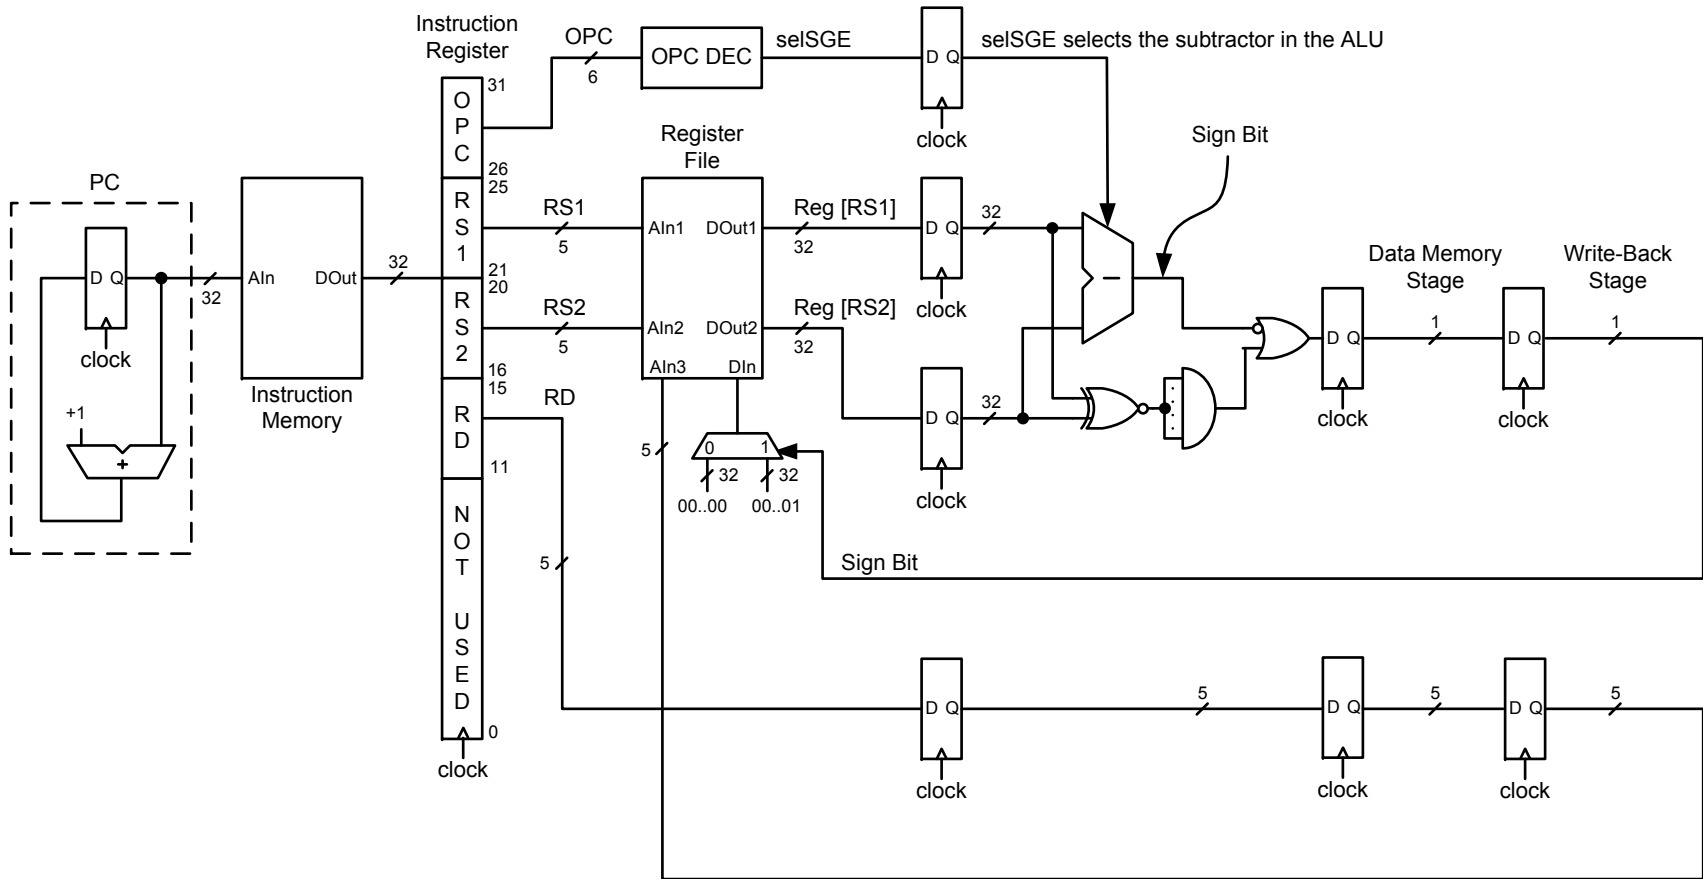 Instruction
Register
OPC
6
OPC DEC
selSGE
D Q
clock
selSGE selects the subtractor in the ALU
31
O
P
C
26
25
R
S
1
21
20
R
S
2
16
15
R
D
11
N
O
T
U
S
E
D
0
clock
PC
D Q
clock
+1
+
32
AIn
DOut
Instruction
Memory
32
RS1
5
RS2
5
RD
5
Register
File
AIn1
DOut1
AIn2
DOut2
AIn3
DIn
5
0
1
32
32
00..00
00..01
Reg [RS1]
32
Reg [RS2]
32
D Q
clock
32
D Q
clock
32
Sign Bit
–
D Q
clock
Data Memory
Stage
1
D Q
clock
Write-Back
Stage
1
Sign Bit
D Q
clock
5
D Q
clock
5
D Q
clock
5